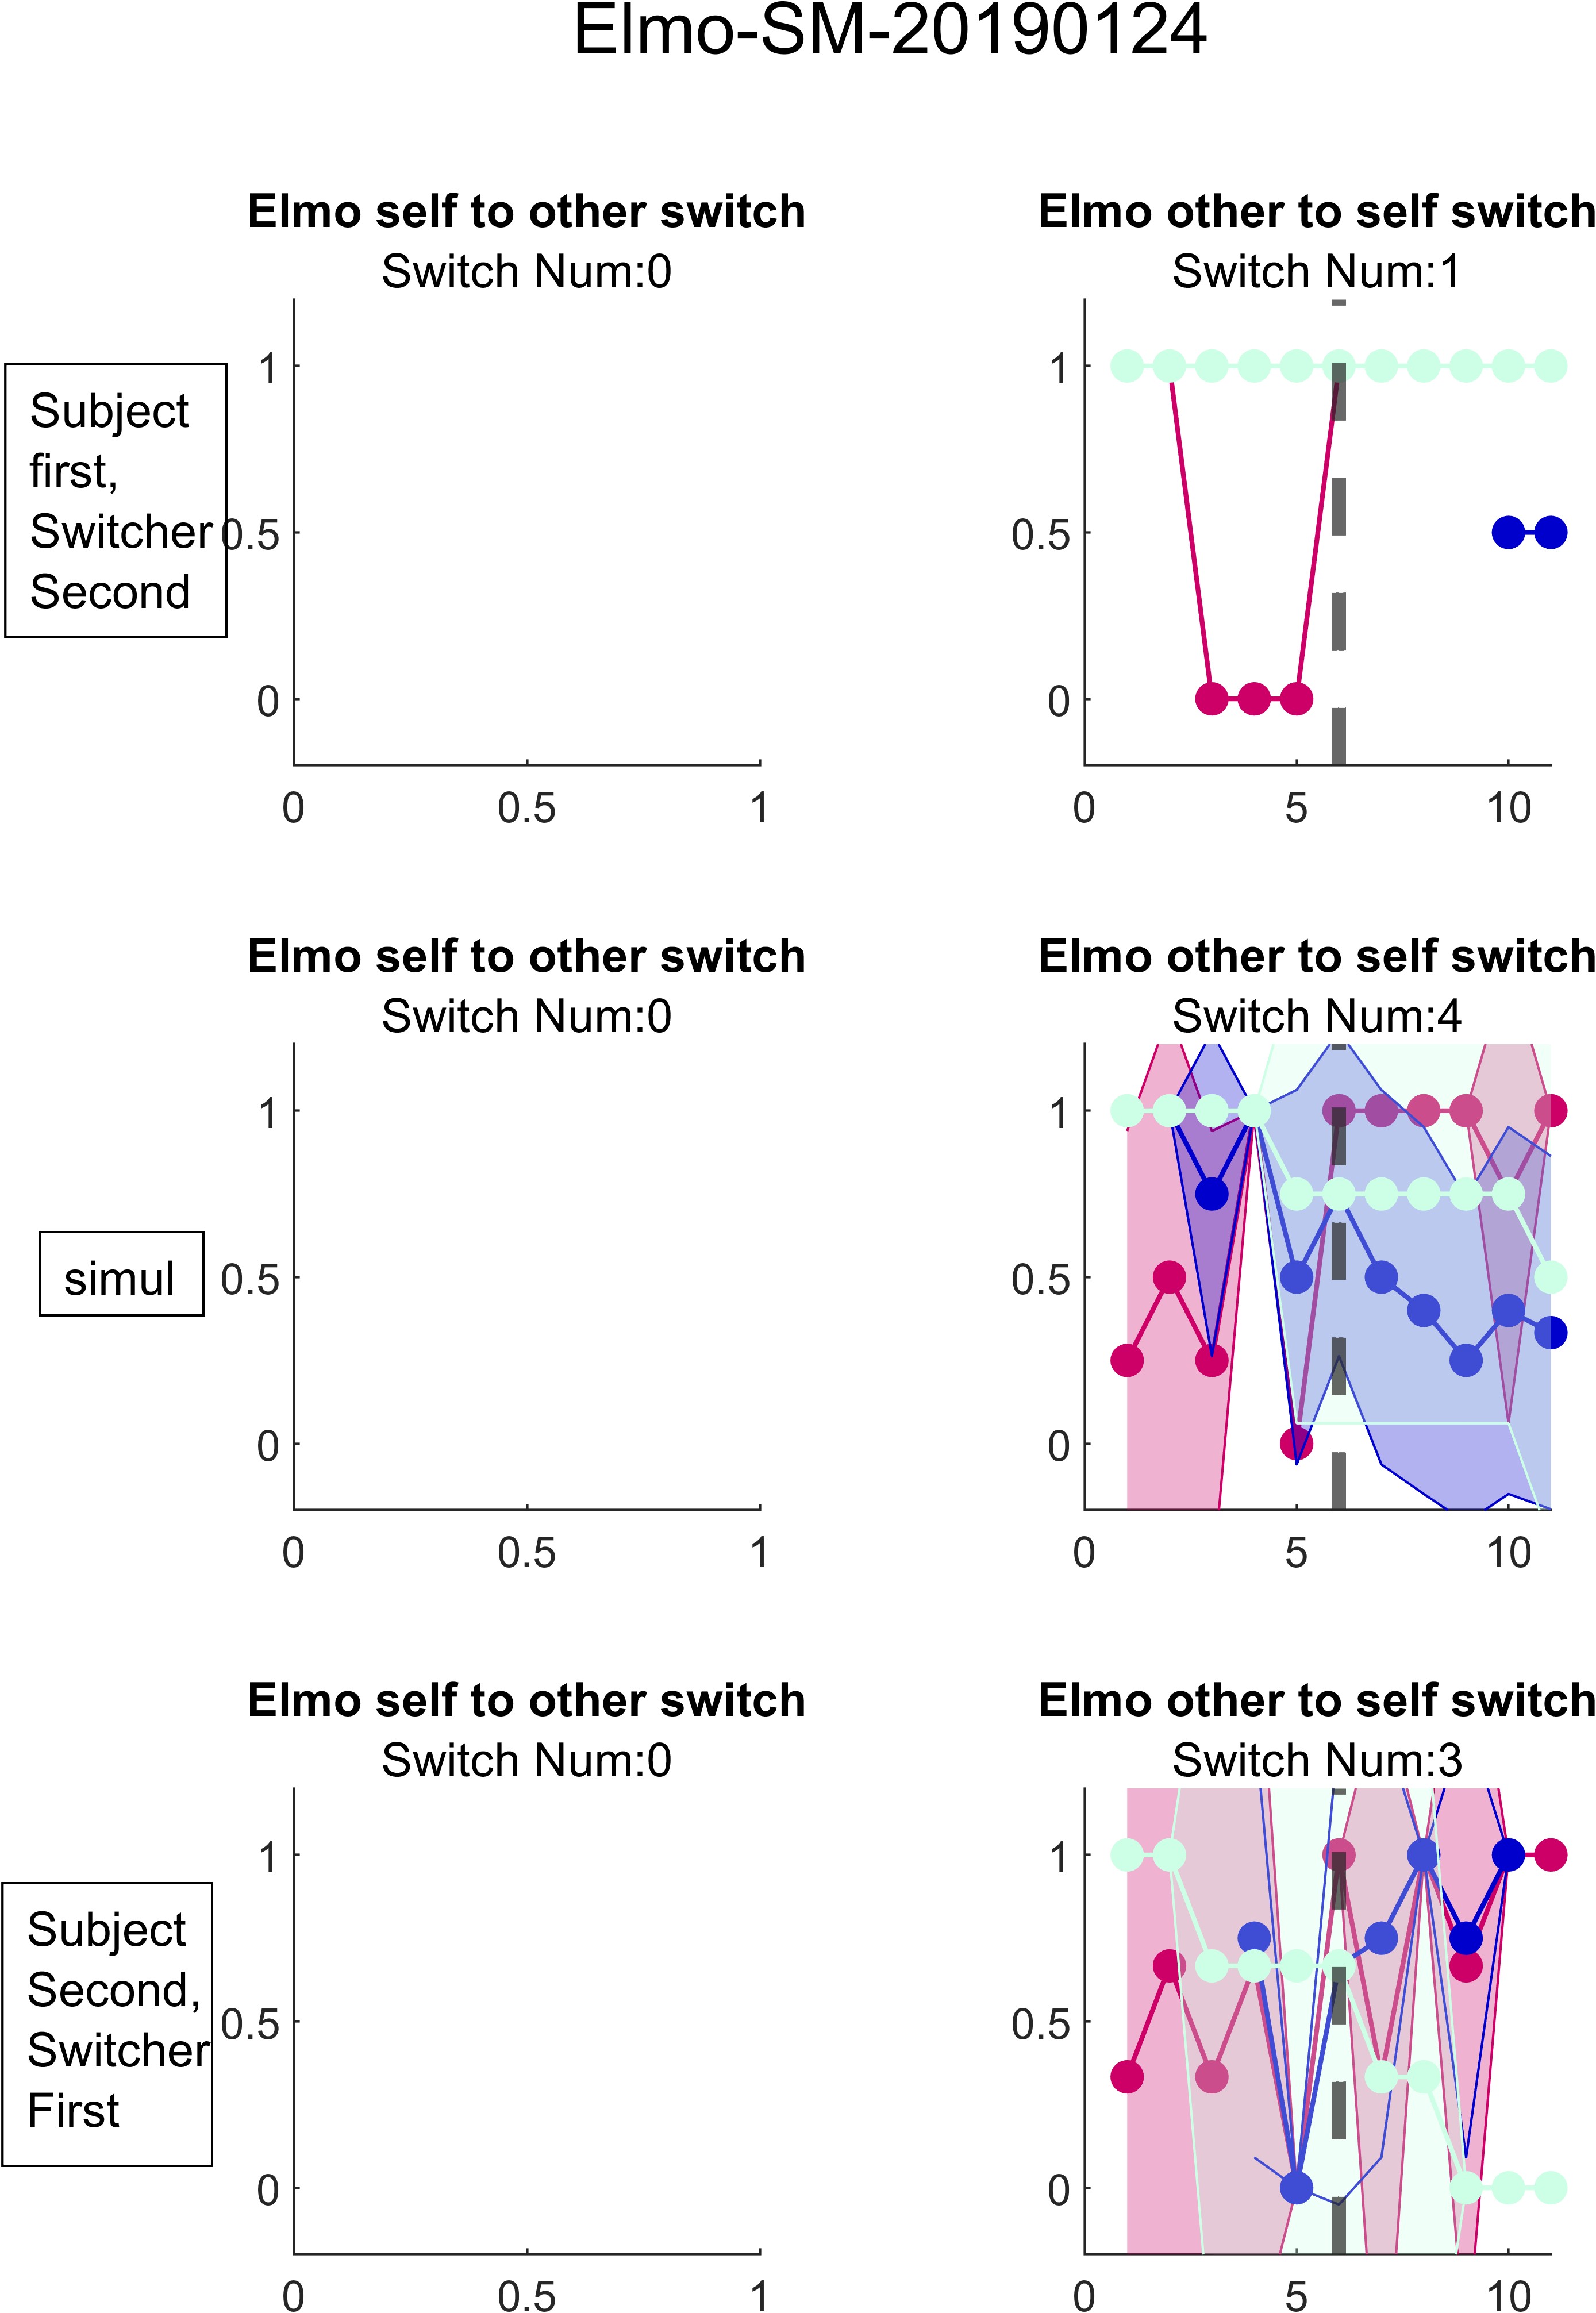 Elmo-SM-20190124
Elmo self to other switch
Switch Num:0
Elmo other to self switch
Switch Num:1
Subject
first,
Switcher
Second
1
0.5
0
0 0.5 1
1
0.5
0
0 5 10
Elmo self to other switch
Switch Num:0
Elmo other to self switch
Switch Num:4
simul
1
0.5
0
0 0.5 1
1
0.5
0
0 5 10
Elmo self to other switch
Switch Num:0
Elmo other to self switch
Switch Num:3
Subject
Second,
Switcher
First
1
0.5
0
0 0.5 1
1
0.5
0
0 5 10